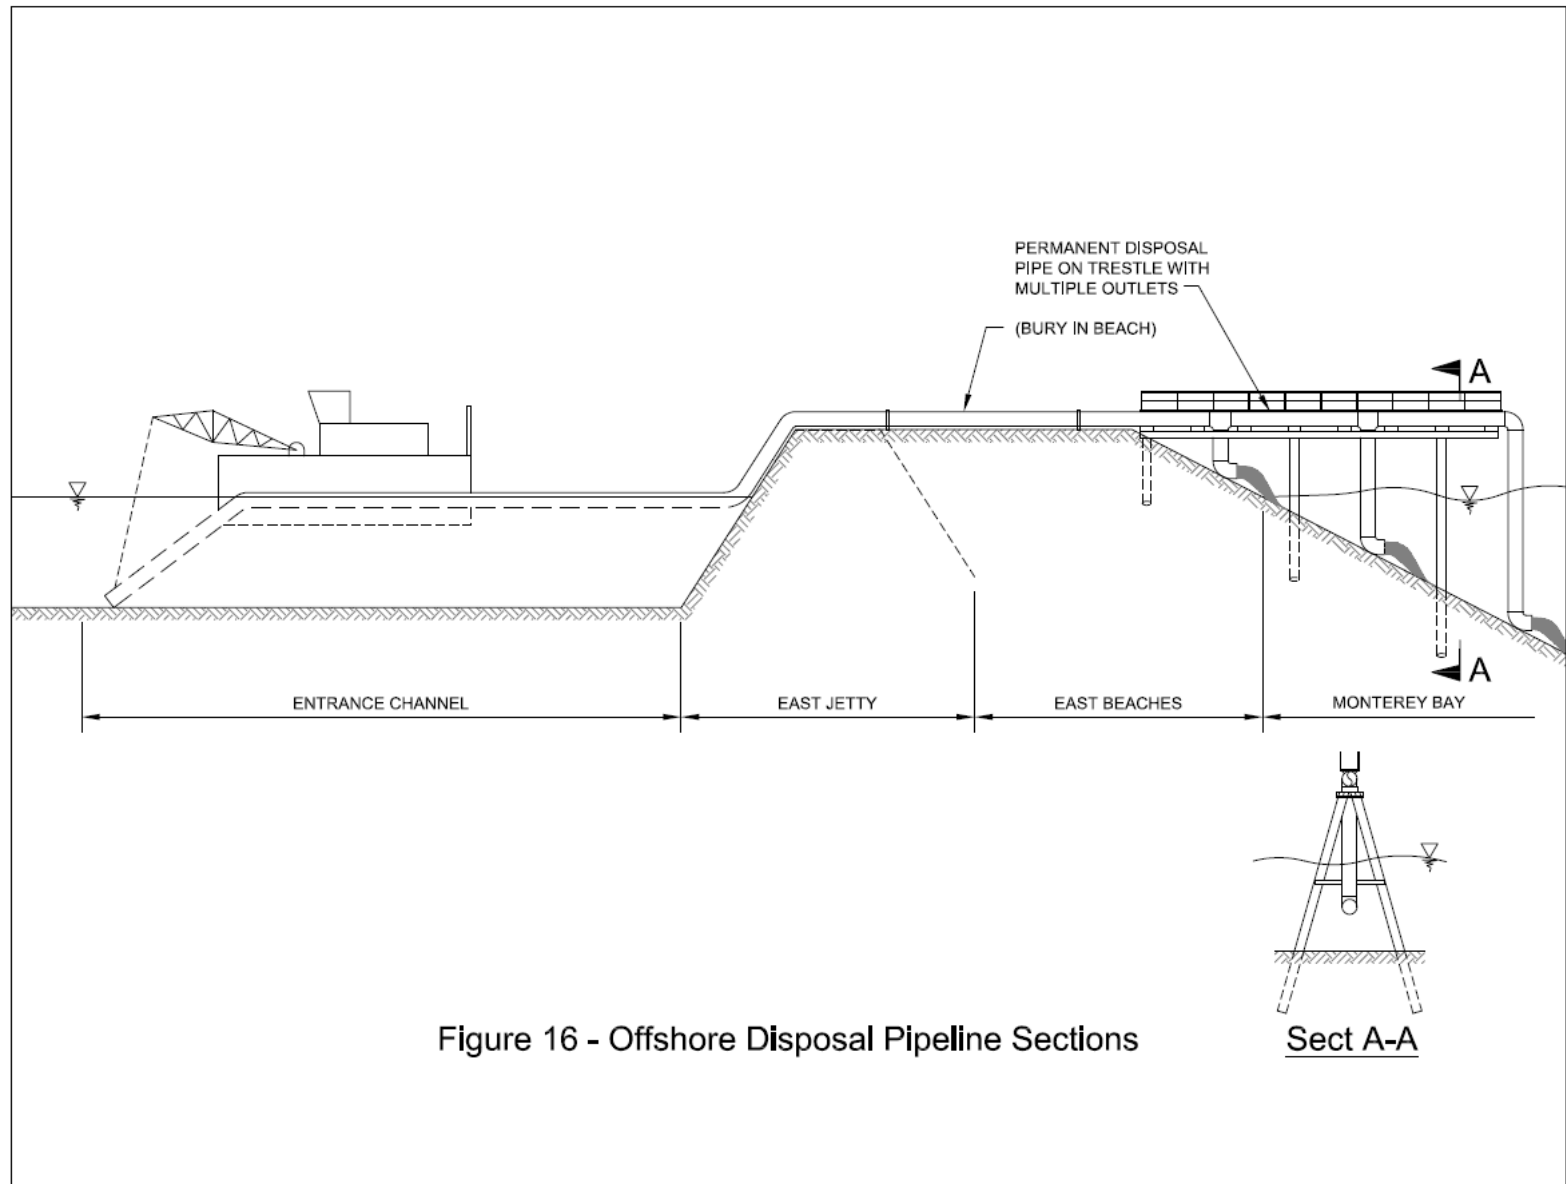 PERMANENT DISPOSAL
PIPE ON TRESTLE WITH
MULTIPLE OUTLETS
(BURY IN BEACH)
A
A
ENTRANCE CHANNEL
EAST JETTY
EAST BEACHES
MONTEREY BAY
Figure 16 - Offshore Disposal Pipeline Sections
Sect A-A